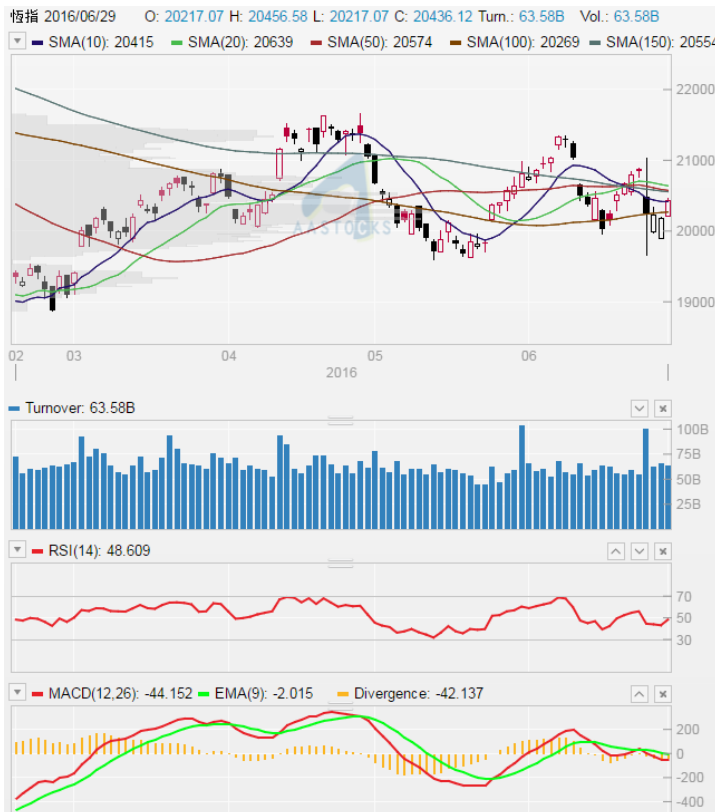 恆指 2016/06/29 O: 20217.07 H: 20456.58 L: 20217.07 C: 20436.12 Turn.: 63.58B Vol.: 63.58B
SMA(10): 20415 SMA(20): 20639 SMA(50): 20574 SMA(100): 20269 SMA(150): 20554
22000
21000
AASTOCKS
20000
19000
02 03 04 05 06
2016
Turnover: 63.58B
100B
75B
50B
25B
RSI(14): 48.609
70
50
30
MACD(12,26): -44.152 EMA(9): -2.015 Divergence: -42.137
200
0
-200
-400